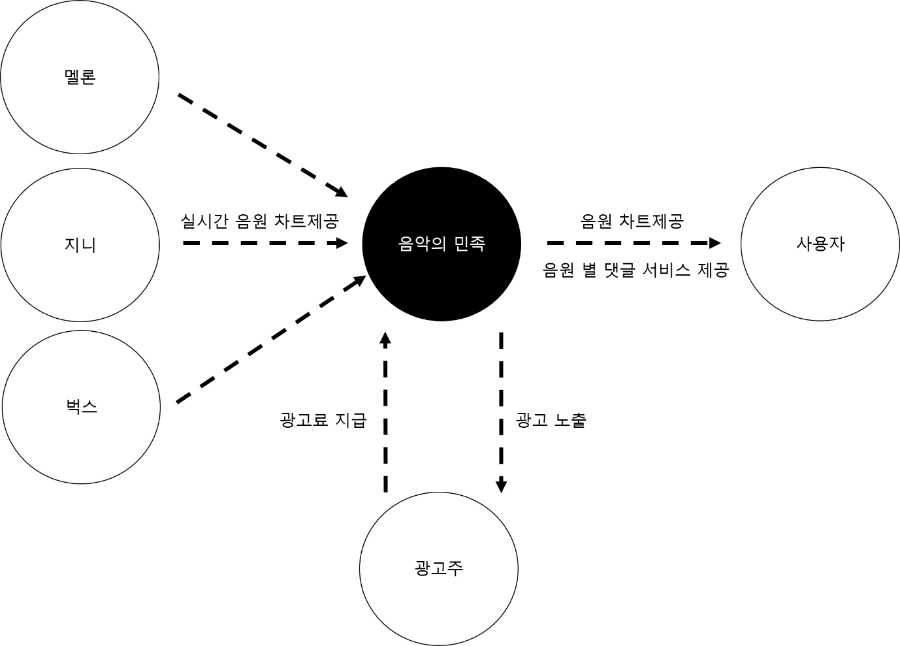 멜론
실시간 음원 차트제공
음원 차트제공
지니
음악의 민족
사용자
음원 별 댓글 서비스 제공
벅스
광고료 지급
광고 노출
광고주